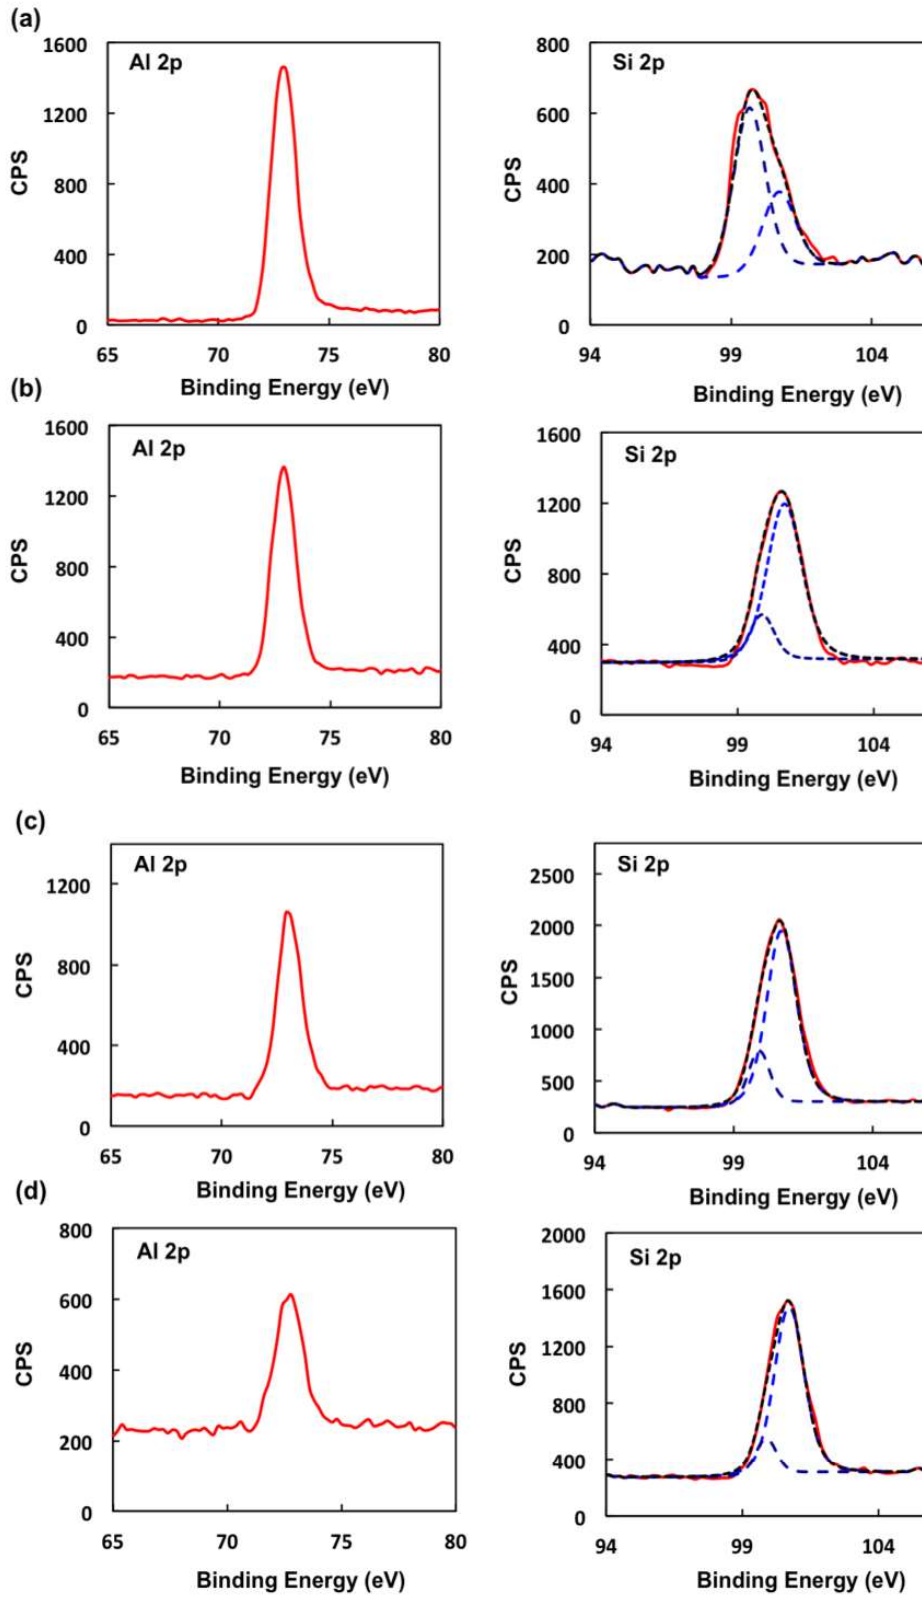 (a)
Al 2p
Si 2p
1600
1200
800
400
0
CPS
65 70 75 80
Binding Energy (eV)
800
600
400
200
0
CPS
94 99 104
Binding Energy (eV)
(b)
Al 2p
Si 2p
1600
1200
800
400
0
CPS
65 70 75 80
Binding Energy (eV)
1600
1200
800
400
0
CPS
94 99 104
Binding Energy (eV)
(c)
Al 2p
Si 2p
1200
800
400
0
CPS
65 70 75 80
Binding Energy (eV)
2500
2000
1500
1000
500
0
CPS
94 99 104
Binding Energy (eV)
(d)
Al 2p
Si 2p
800
600
400
200
0
CPS
65 70 75 80
Binding Energy (eV)
2000
1600
1200
800
400
0
CPS
94 99 104
Binding Energy (eV)